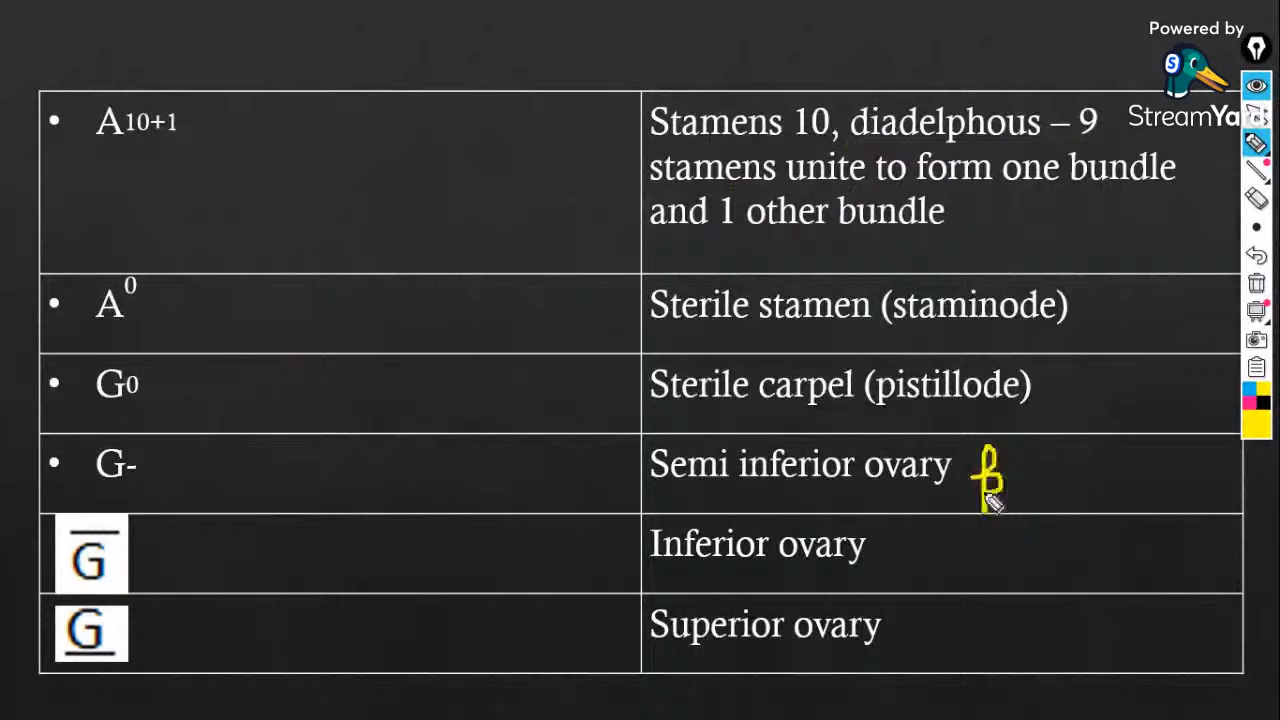 Powered by
StreamYard
• A10+1
Stamens 10, diadelphous – 9
stamens unite to form one bundle
and 1 other bundle
• A⁰
Sterile stamen (staminode)
• G0
Sterile carpel (pistillode)
• G-
Semi inferior ovary
G̅
Inferior ovary
G̲
Superior ovary